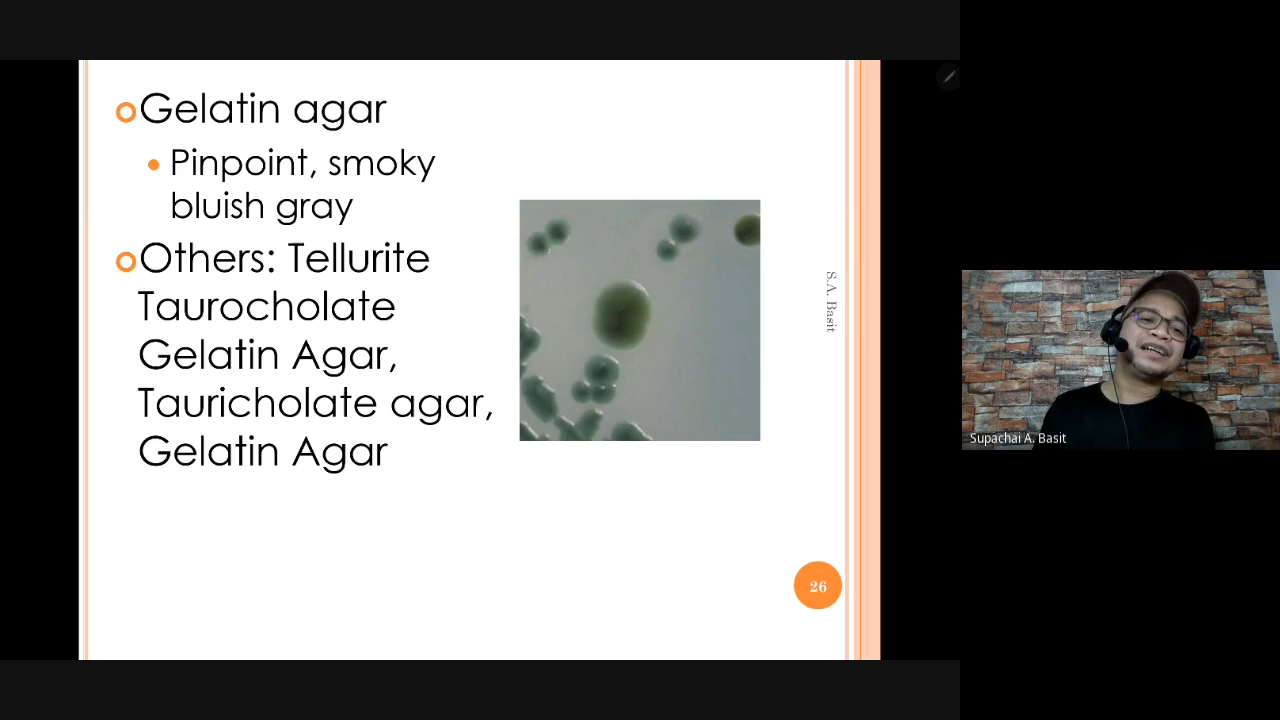 Gelatin agar
Pinpoint, smoky
bluish gray
Others: Tellurite
Taurocholate
Gelatin Agar,
Tauricholate agar,
Gelatin Agar
S.A. Basit
26
Supachai A. Basit